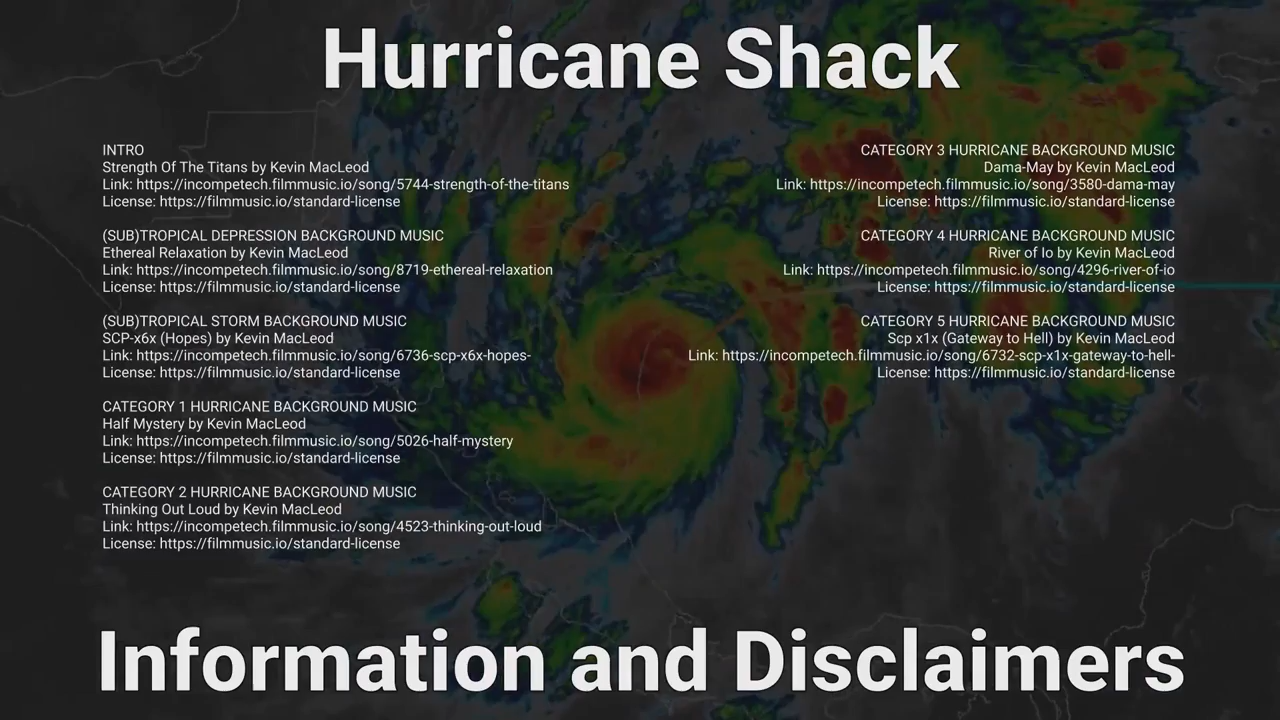 Hurricane Shack
INTRO
Strength Of The Titans by Kevin MacLeod
Link: https://incompetech.filmmusic.io/song/5744-strength-of-the-titans
License: https://filmmusic.io/standard-license
(SUB)TROPICAL DEPRESSION BACKGROUND MUSIC
Ethereal Relaxation by Kevin MacLeod
Link: https://incompetech.filmmusic.io/song/8719-ethereal-relaxation
License: https://filmmusic.io/standard-license
(SUB)TROPICAL STORM BACKGROUND MUSIC
SCP-x6x (Hopes) by Kevin MacLeod
Link: https://incompetech.filmmusic.io/song/6736-scp-x6x-hopes-
License: https://filmmusic.io/standard-license
CATEGORY 1 HURRICANE BACKGROUND MUSIC
Half Mystery by Kevin MacLeod
Link: https://incompetech.filmmusic.io/song/5026-half-mystery
License: https://filmmusic.io/standard-license
CATEGORY 2 HURRICANE BACKGROUND MUSIC
Thinking Out Loud by Kevin MacLeod
Link: https://incompetech.filmmusic.io/song/4523-thinking-out-loud
License: https://filmmusic.io/standard-license
CATEGORY 3 HURRICANE BACKGROUND MUSIC
Dama-May by Kevin MacLeod
Link: https://incompetech.filmmusic.io/song/3580-dama-may
License: https://filmmusic.io/standard-license
CATEGORY 4 HURRICANE BACKGROUND MUSIC
River of Io by Kevin MacLeod
Link: https://incompetech.filmmusic.io/song/4296-river-of-io
License: https://filmmusic.io/standard-license
CATEGORY 5 HURRICANE BACKGROUND MUSIC
Scp x1x (Gateway to Hell) by Kevin MacLeod
Link: https://incompetech.filmmusic.io/song/6732-scp-x1x-gateway-to-hell-
License: https://filmmusic.io/standard-license
Information and Disclaimers